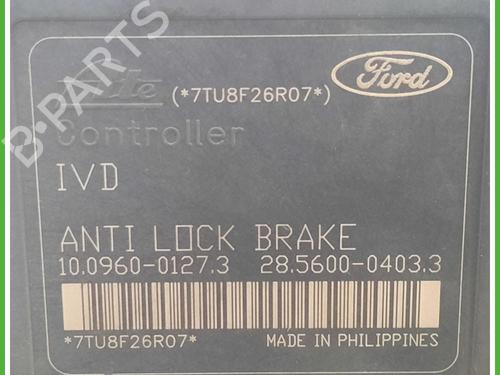 B-PARTS
Ate (*7TU8F26R07*) Ford
Controller
IVD
ANTI LOCK BRAKE
10.0960-0127.3 28.5600-0403.3
*7TU8F26R07* MADE IN PHILIPPINES